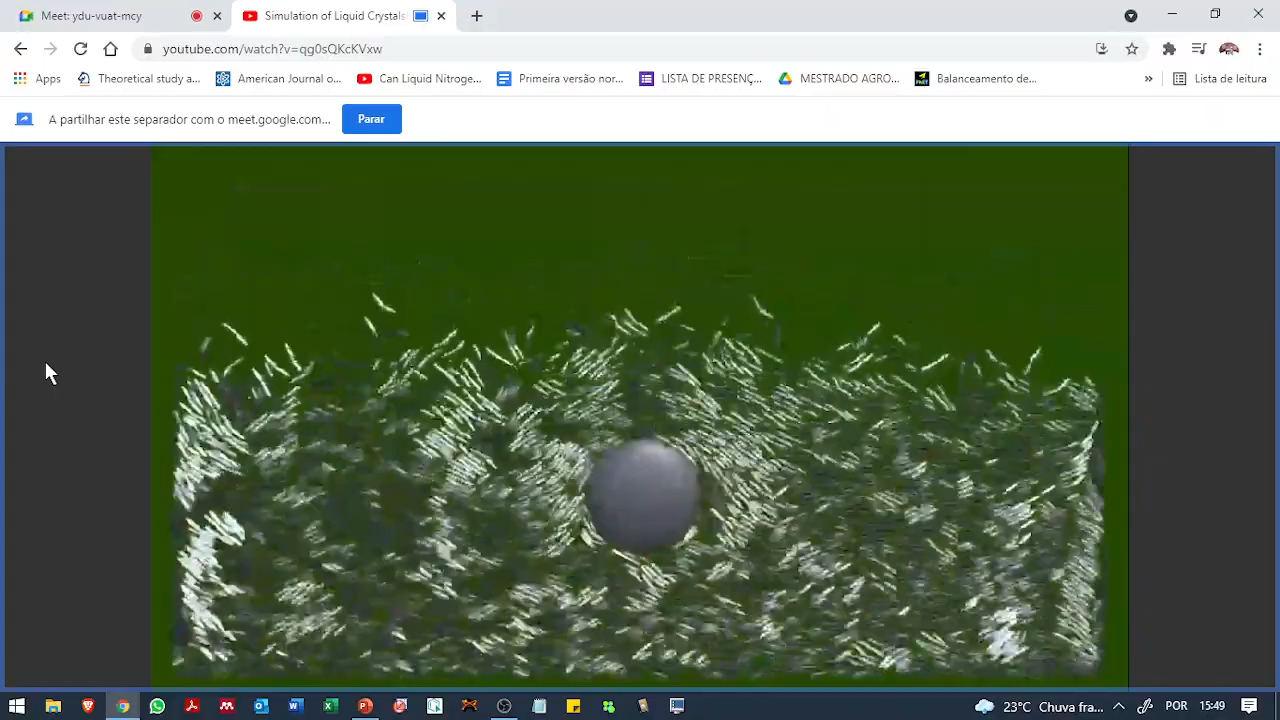 Meet: ydu-vuat-mcy
Simulation of Liquid Crystals
youtube.com/watch?v=qg0sQKcKVxw
Apps
Theoretical study a...
American Journal o...
Can Liquid Nitroge...
Primeira versão nor...
LISTA DE PRESENÇ...
MESTRADO AGRO...
Balanceamento de...
»
Lista de leitura
A partilhar este separador com o meet.google.com...
Parar
23°C Chuva fra...
POR
15:49